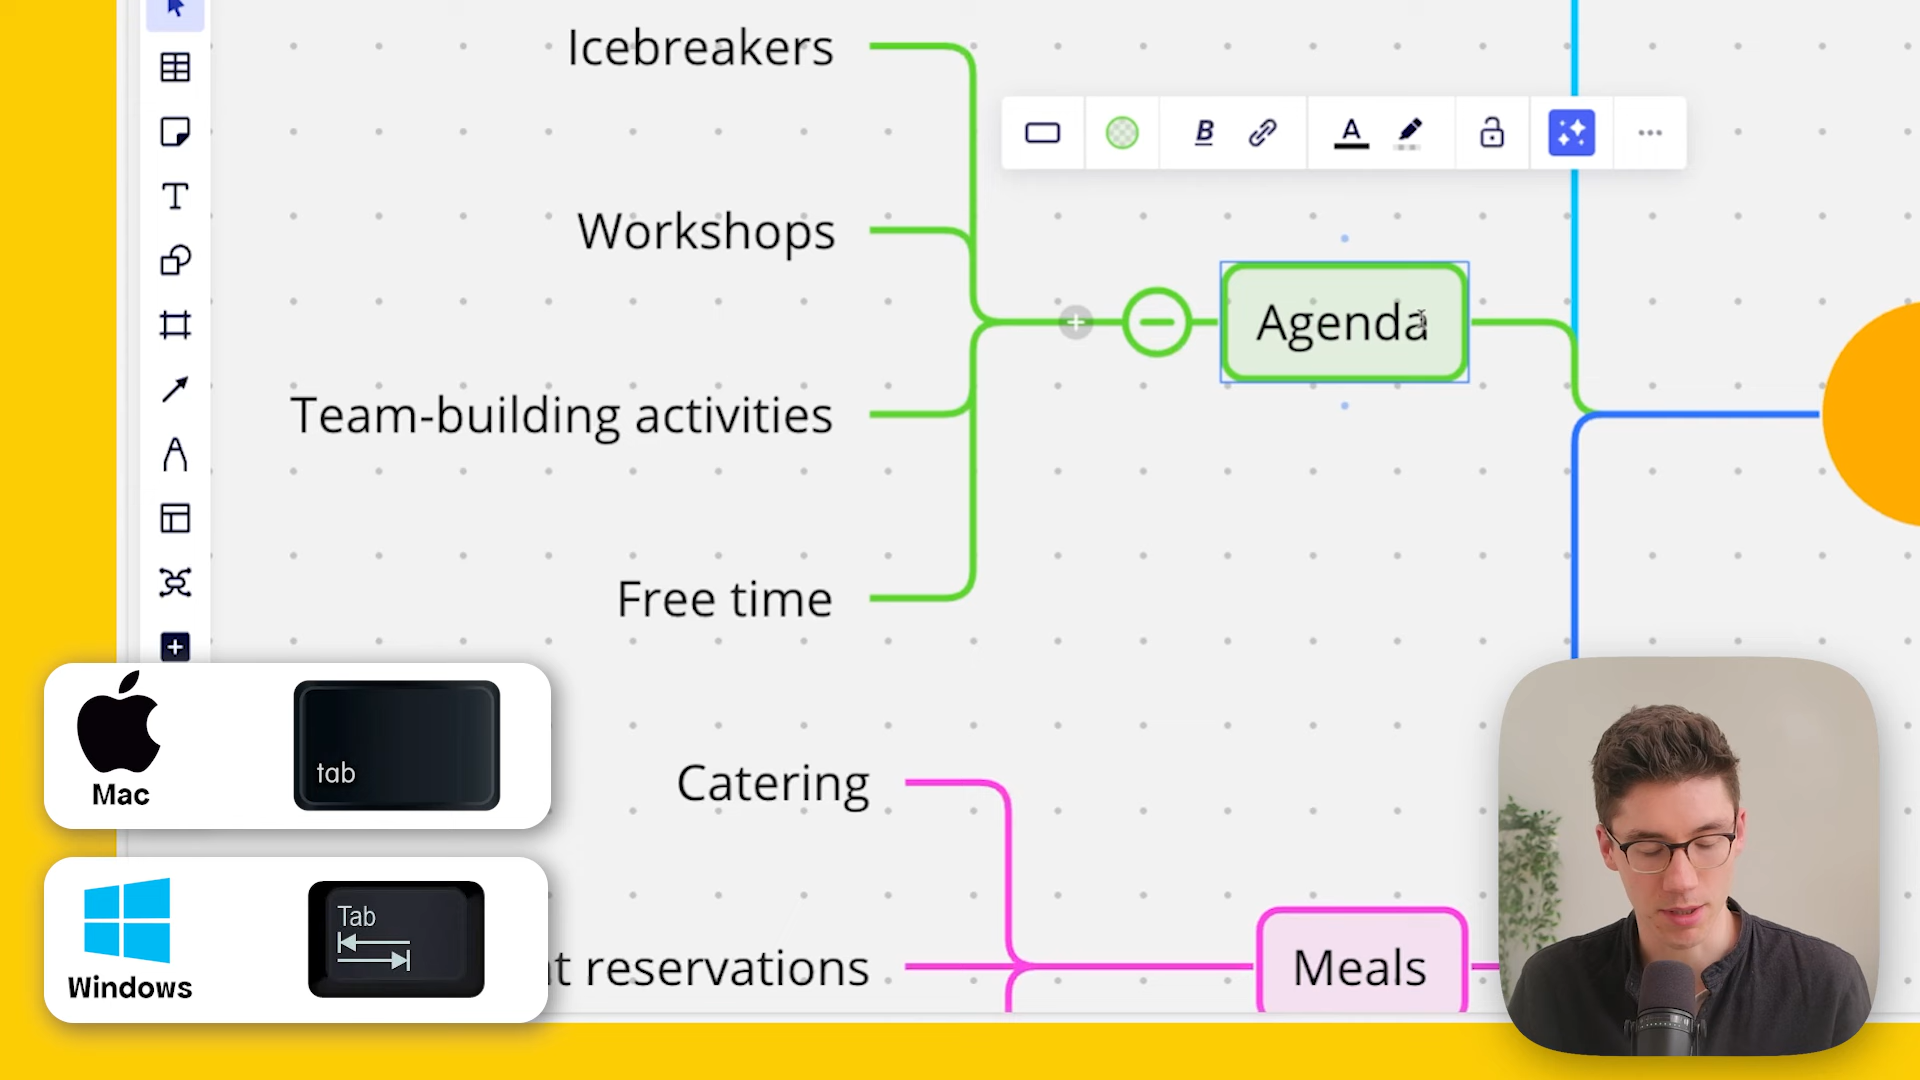 Icebreakers
B
A
Workshops
Agenda
Team-building activities
Free time
Catering
Mac
tab
Tab
Windows
t reservations
Meals